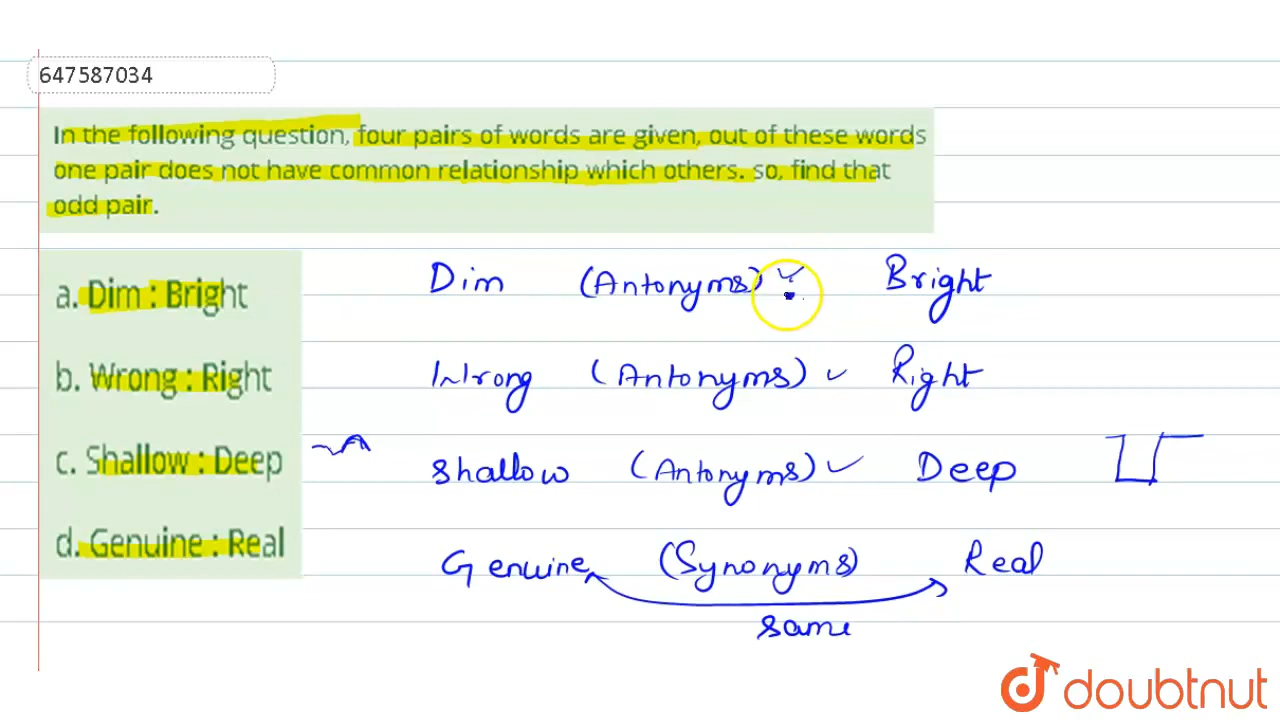 647587034
In the following question, four pairs of words are given, out of these words
one pair does not have common relationship which others. so, find that
odd pair.
a. Dim : Bright
Dim (Antonyms) Bright
b. Wrong : Right
Wrong (Antonyms) Right
c. Shallow : Deep
Shallow (Antonyms) Deep
d. Genuine : Real
Genuine (Synonyms) Real
same
doubtnut